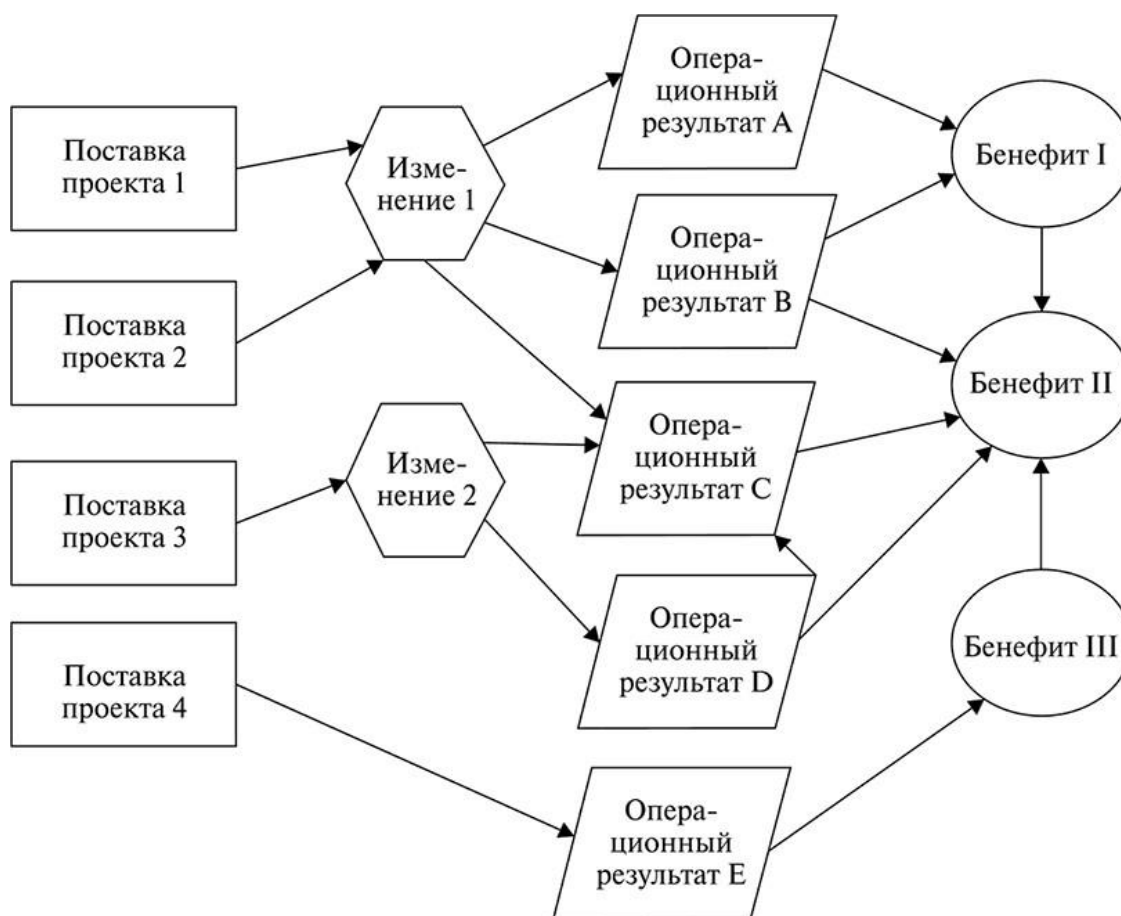 Поставка
проекта 1
Поставка
проекта 2
Поставка
проекта 3
Поставка
проекта 4
Изме-
нение 1
Изме-
нение 2
Опера-
ционный
результат A
Опера-
ционный
результат B
Опера-
ционный
результат C
Опера-
ционный
результат D
Опера-
ционный
результат E
Бенефит I
Бенефит II
Бенефит III